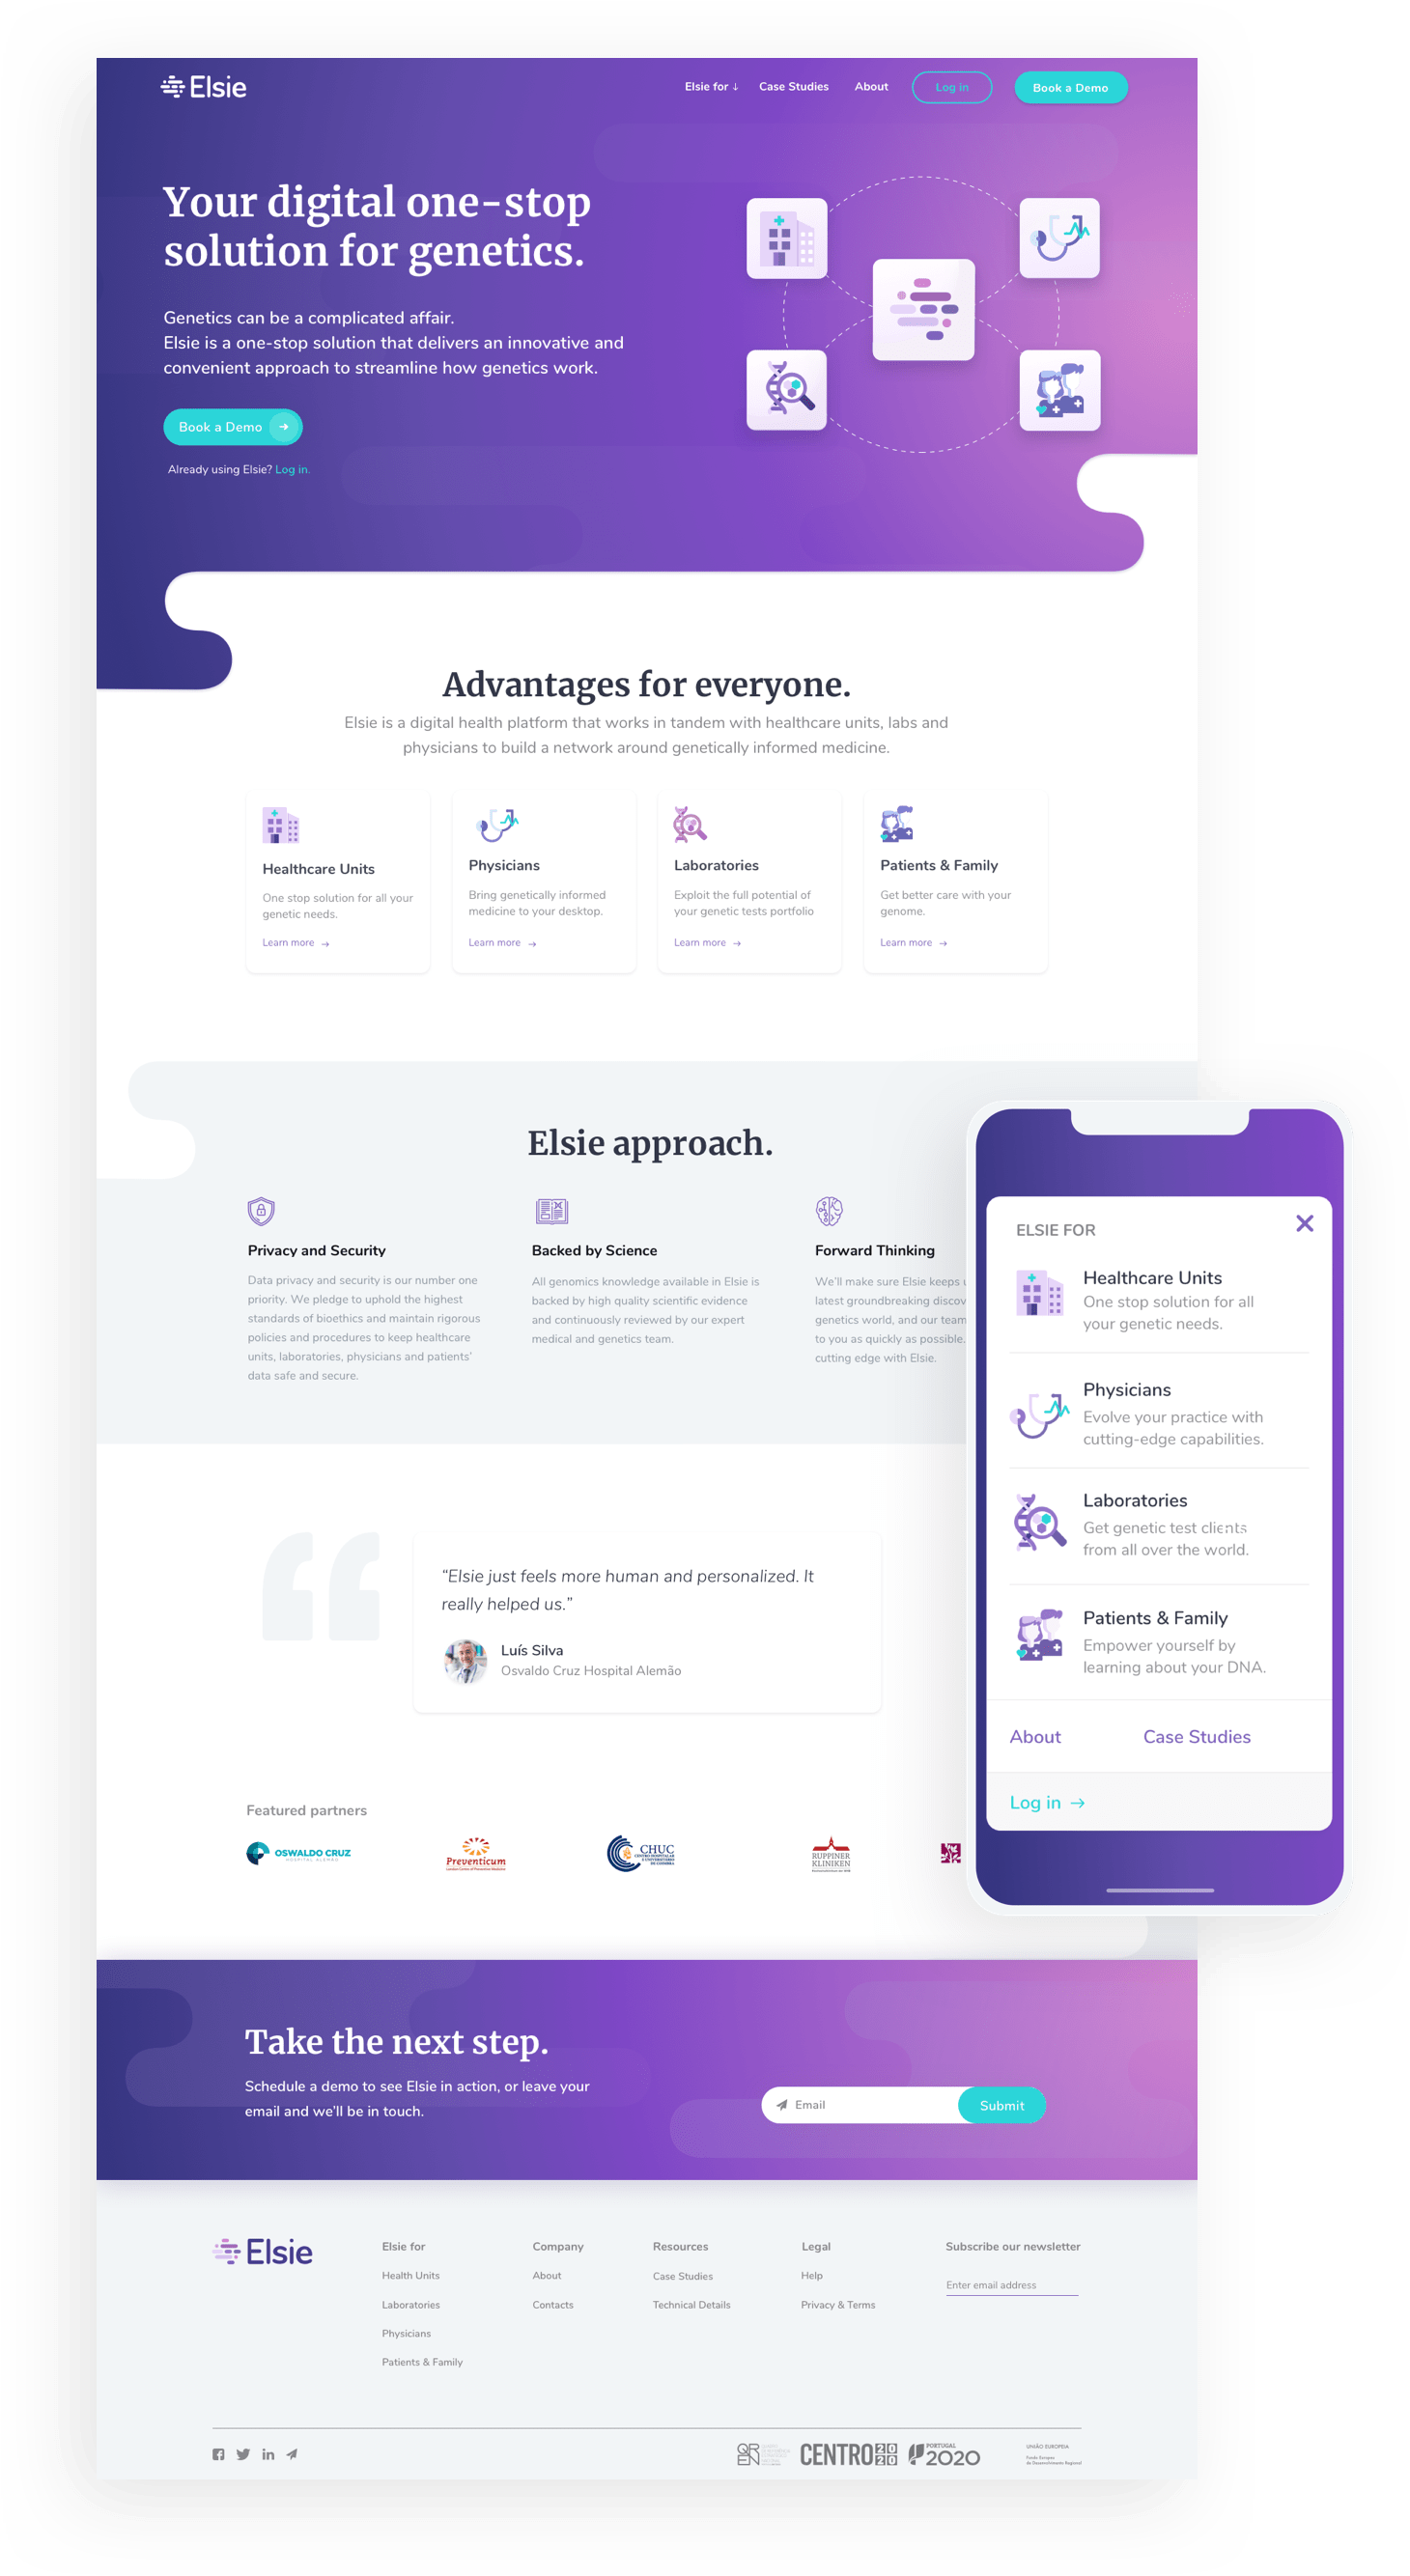 Elsie
Elsie for ↓ Case Studies About Log in Book a Demo
Your digital one-stop
solution for genetics.
Genetics can be a complicated affair.
Elsie is a one-stop solution that delivers an innovative and
convenient approach to streamline how genetics work.
Book a Demo →
Already using Elsie? Log in.
Advantages for everyone.
Elsie is a digital health platform that works in tandem with healthcare units, labs and
physicians to build a network around genetically informed medicine.
Healthcare Units
One stop solution for all your
genetic needs.
Learn more →
Physicians
Bring genetically informed
medicine to your desktop.
Learn more →
Laboratories
Exploit the full potential of
your genetic tests portfolio
Learn more →
Patients & Family
Get better care with your
genome.
Learn more →
Elsie approach.
Privacy and Security
Data privacy and security is our number one
priority. We pledge to uphold the highest
standards of bioethics and maintain rigorous
policies and procedures to keep healthcare
units, laboratories, physicians and patients'
data safe and secure.
Backed by Science
All genomics knowledge available in Elsie is
backed by high quality scientific evidence
and continuously reviewed by our expert
medical and genetics team.
Forward Thinking
We'll make sure Elsie keeps
latest groundbreaking
genetics world, and our team
to you as quickly as possible.
cutting edge with Elsie.
ELSIE FOR
Healthcare Units
One stop solution for all
your genetic needs.
Physicians
Evolve your practice with
cutting-edge capabilities.
Laboratories
Get genetic test clients
from all over the world.
Patients & Family
Empower yourself by
learning about your DNA.
About Case Studies
Log in →
“Elsie just feels more human and personalized. It
really helped us.”
Luís Silva
Osvaldo Cruz Hospital Alemão
Featured partners
OSWALDO CRUZ
HOSPITAL ALEMÃO
Preventicum
CHUC
CENTRO HOSPITALAR
E UNIVERSITÁRIO
DE COIMBRA
RUPPINER
KLINIKEN
Take the next step.
Schedule a demo to see Elsie in action, or leave your
email and we'll be in touch.
Email
Submit
Elsie
Elsie for
Health Units
Laboratories
Physicians
Patients & Family
Company
About
Contacts
Resources
Case Studies
Technical Details
Legal
Help
Privacy & Terms
Subscribe our newsletter
Enter email address
QREN
CENTRO 2020
PORTUGAL
2020
UNIÃO EUROPEIA
Fundo Europeu
de Desenvolvimento Regional